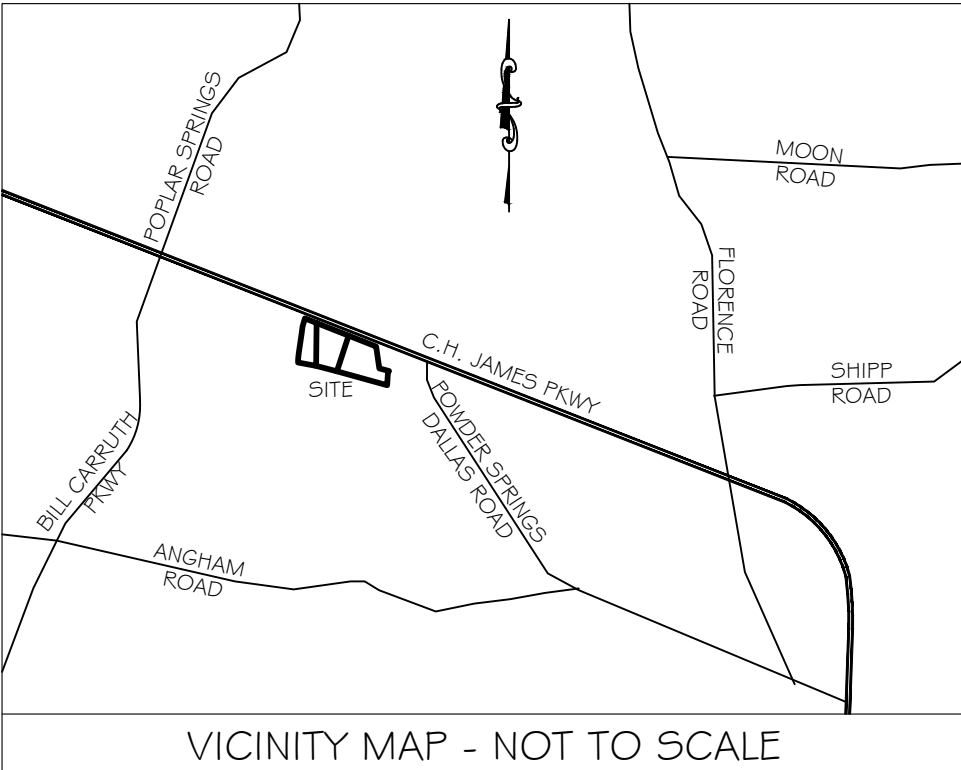 POPLAR SPRINGS
ROAD
MOON
ROAD
FLORENCE
ROAD
C.H. JAMES PKWY
SHIPP
ROAD
SITE
POWDER SPRINGS
DALLAS ROAD
BILL CARRUTH
PKWY
ANGHAM
ROAD
VICINITY MAP - NOT TO SCALE